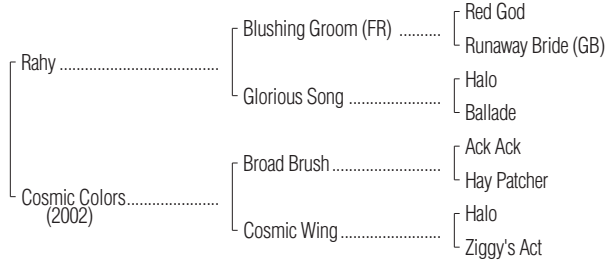 Red God
Blushing Groom (FR) ..........
Runaway Bride (GB)
Rahy .......................................
Halo
Glorious Song .......................
Ballade
Ack Ack
Broad Brush...........................
Hay Patcher
Cosmic Colors.......................
(2002)
Halo
Cosmic Wing.........................
Ziggy's Act